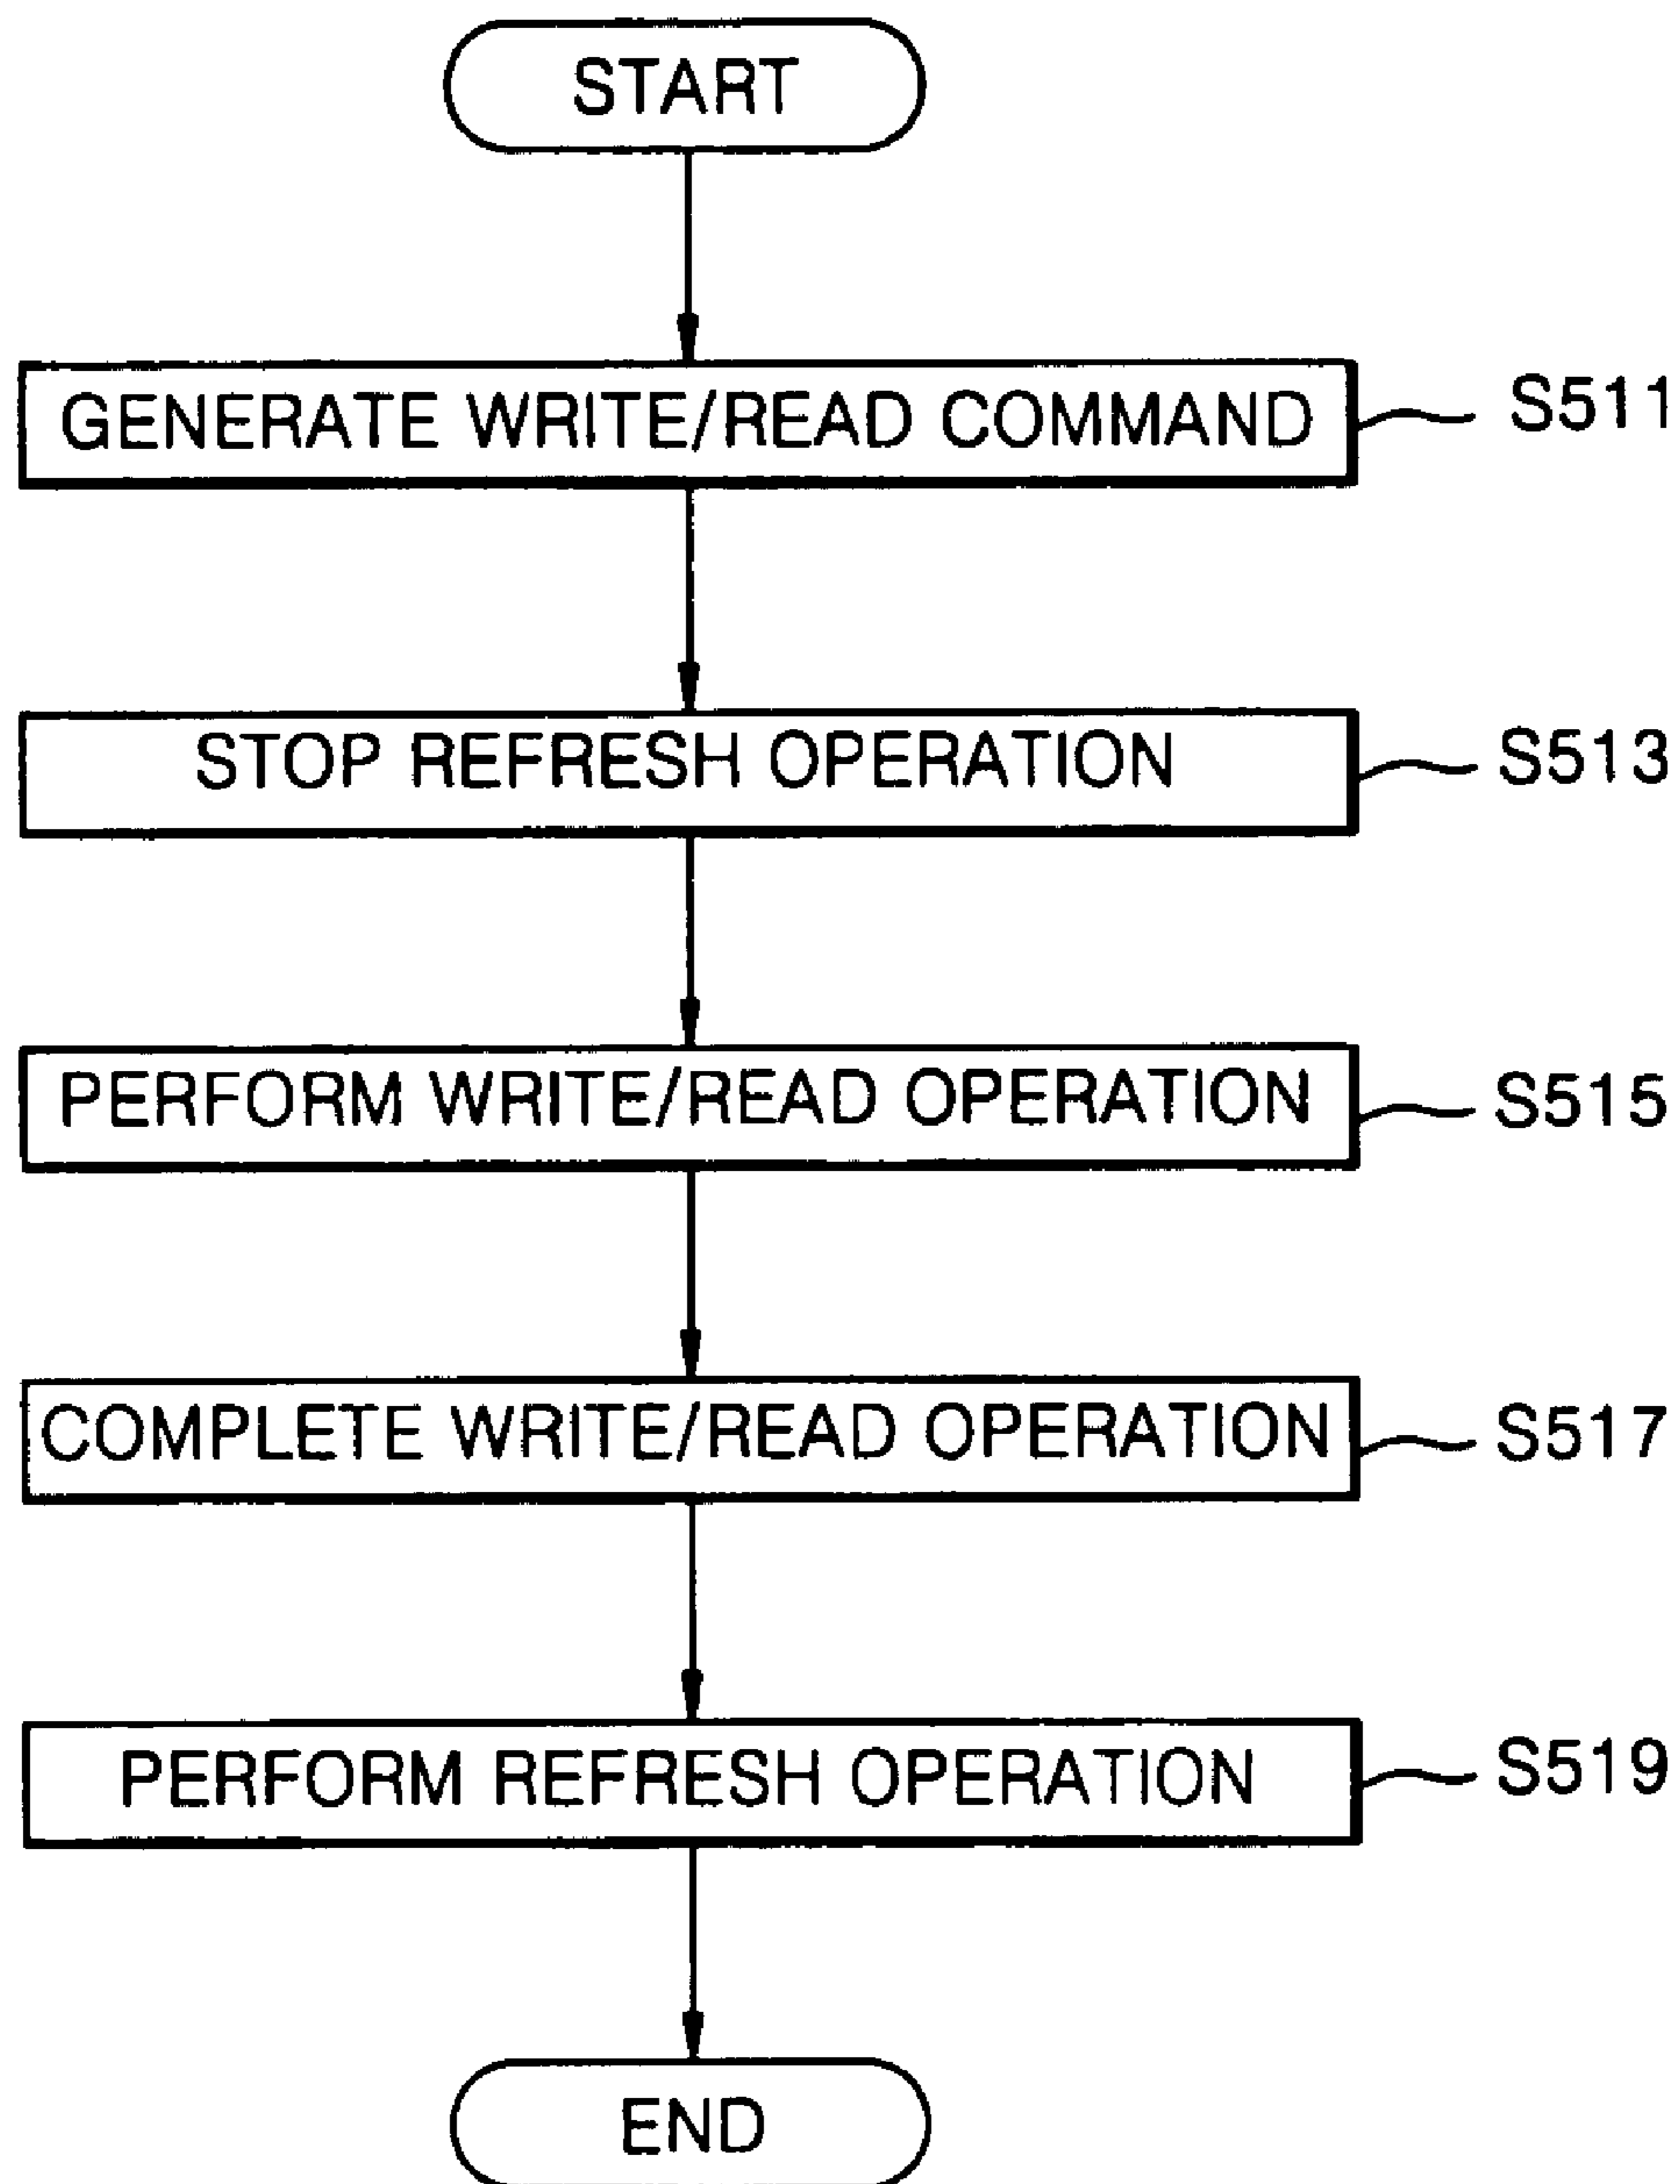 START
GENERATE WRITE/READ COMMAND S511
STOP REFRESH OPERATION S513
PERFORM WRITE/READ OPERATION S515
COMPLETE WRITE/READ OPERATION S517
PERFORM REFRESH OPERATION S519
END